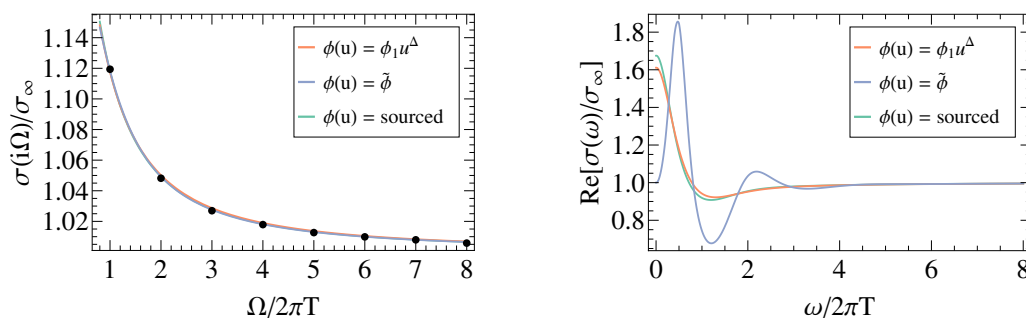 σ(iΩ)/σ∞
1.14
1.12
1.10
1.08
1.06
1.04
1.02
ϕ(u) = ϕ₁u^Δ
ϕ(u) = ϕ̃
ϕ(u) = sourced
1 2 3 4 5 6 7 8
Ω/2πT
Re[σ(ω)/σ∞]
1.8
1.6
1.4
1.2
1.0
0.8
ϕ(u) = ϕ₁u^Δ
ϕ(u) = ϕ̃
ϕ(u) = sourced
0 2 4 6 8
ω/2πT